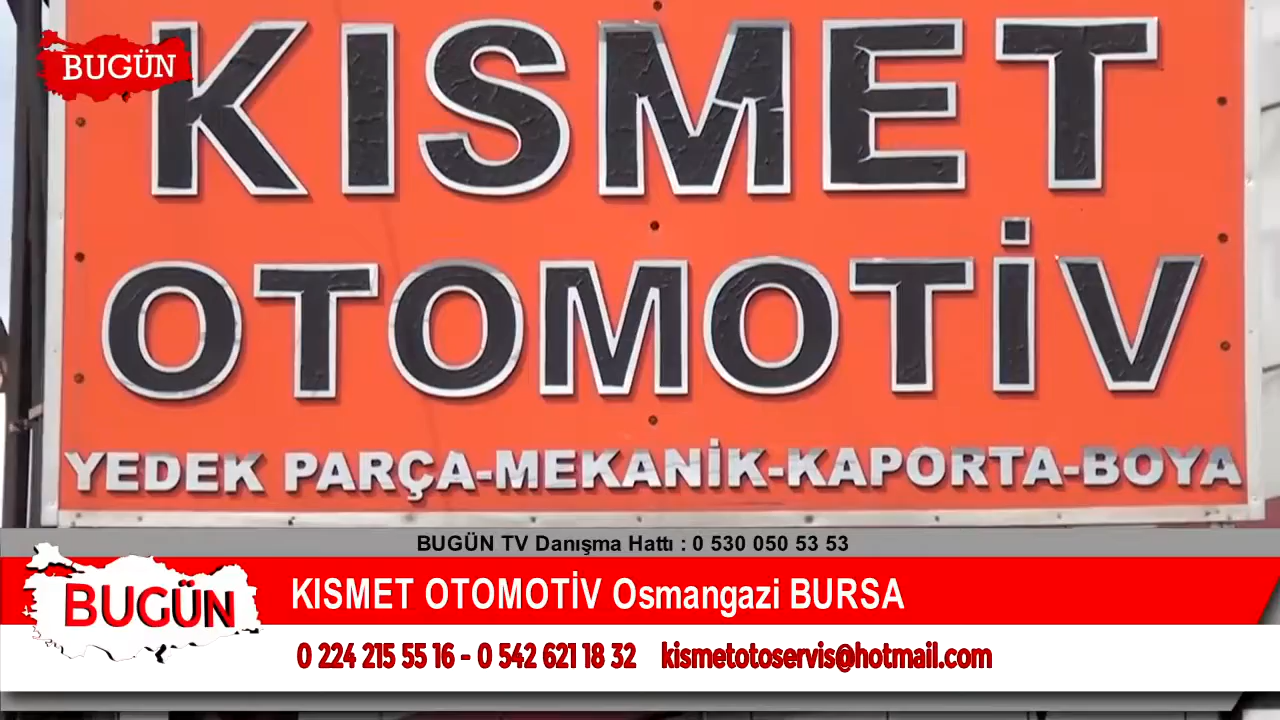 BUGÜN
KISMET
OTOMOTİV
YEDEK PARÇA-MEKANİK-KAPORTA-BOYA
BUGÜN TV Danışma Hattı : 0 530 050 53 53
BUGÜN
KISMET OTOMOTİV Osmangazi BURSA
0 224 215 55 16 - 0 542 621 18 32 kismetotoservis@hotmail.com